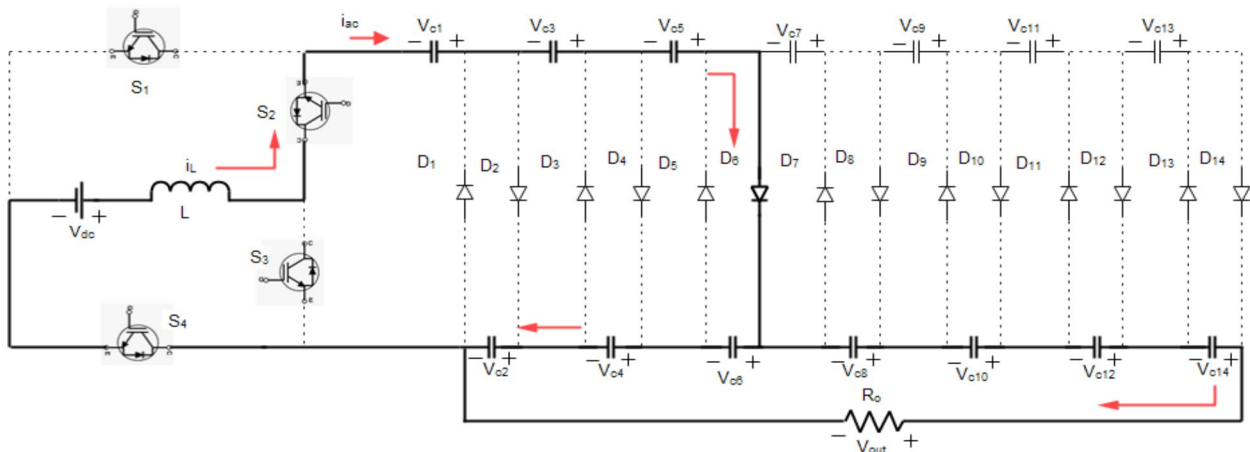 iac
Vc1 Vc3 Vc5 Vc7 Vc9 Vc11 Vc13
− + − + − + − + − + − + − +
S1
S2
D1 D2 D3 D4 D5 D6 D7 D8 D9 D10 D11 D12 D13 D14
iL
− + L
Vdc
S3
S4
− + − + − + − + − + − + − +
Vc2 Vc4 Vc6 Vc8 Vc10 Vc12 Vc14
Ro
− +
Vout